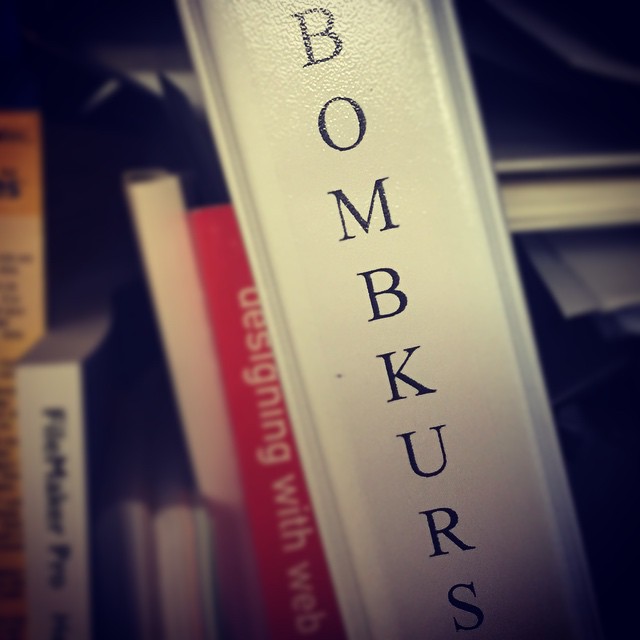 BOMBKURS
designing with web
FileMaker Pro